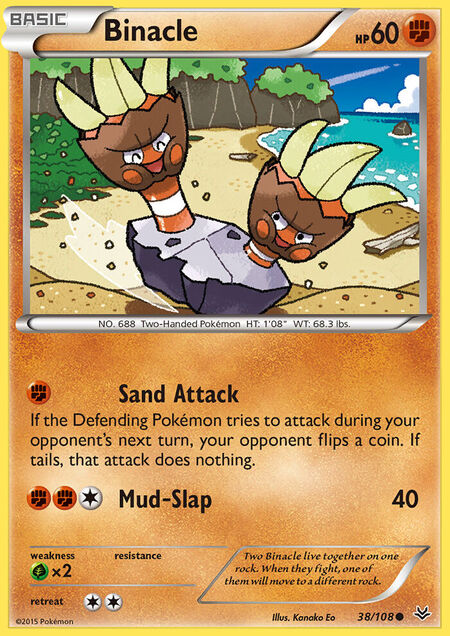 BASIC
Binacle
HP60
NO. 688 Two-Handed Pokémon HT: 1'08" WT: 68.3 lbs.
Sand Attack
If the Defending Pokémon tries to attack during your
opponent's next turn, your opponent flips a coin. If
tails, that attack does nothing.
Mud-Slap 40
weakness resistance
×2
retreat
Two Binacle live together on one
rock. When they fight, one of
them will move to a different rock.
©2015 Pokémon
Illus. Kanako Eo
38/108